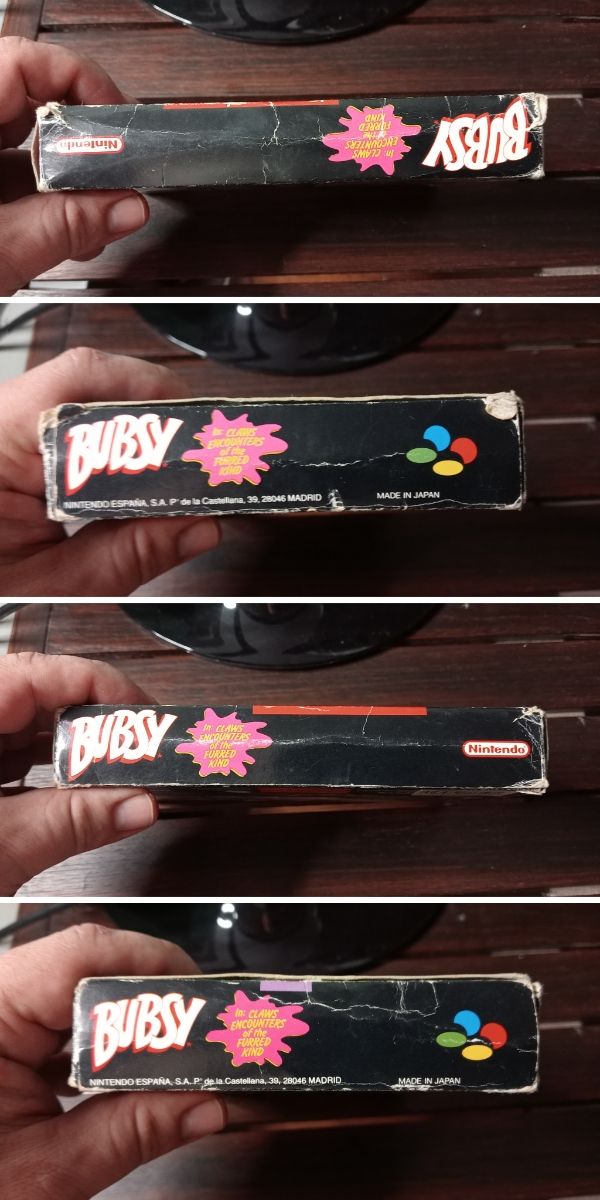 Nintendo
In: CLAWS
ENCOUNTERS
of the
FURRED
KIND
BUBSY
BUBSY
In: CLAWS
ENCOUNTERS
of the
FURRED
KIND
NINTENDO ESPAÑA, S.A. Pº de la Castellana, 39, 28046 MADRID
MADE IN JAPAN
BUBSY
In: CLAWS
ENCOUNTERS
of the
FURRED
KIND
Nintendo
BUBSY
In: CLAWS
ENCOUNTERS
of the
FURRED
KIND
NINTENDO ESPAÑA, S.A. Pº de la Castellana, 39, 28046 MADRID
MADE IN JAPAN